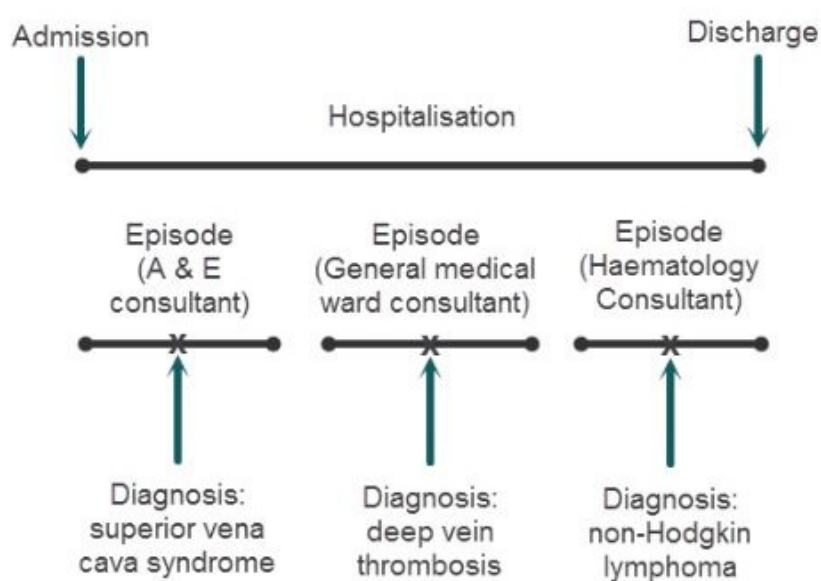 Admission
Discharge
Hospitalisation
Episode
(A & E
consultant)
Episode
(General medical
ward consultant)
Episode
(Haematology
Consultant)
x
x
x
Diagnosis:
superior vena
cava syndrome
Diagnosis:
deep vein
thrombosis
Diagnosis:
non-Hodgkin
lymphoma